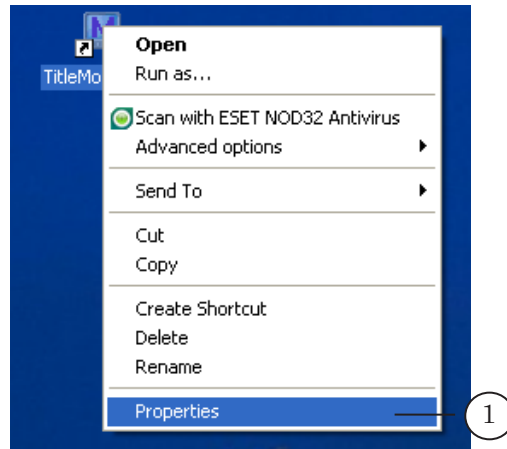 Open
TitleMo
Run as...
Scan with ESET NOD32 Antivirus
Advanced options
Send To
Cut
Copy
Create Shortcut
Delete
Rename
Properties
1